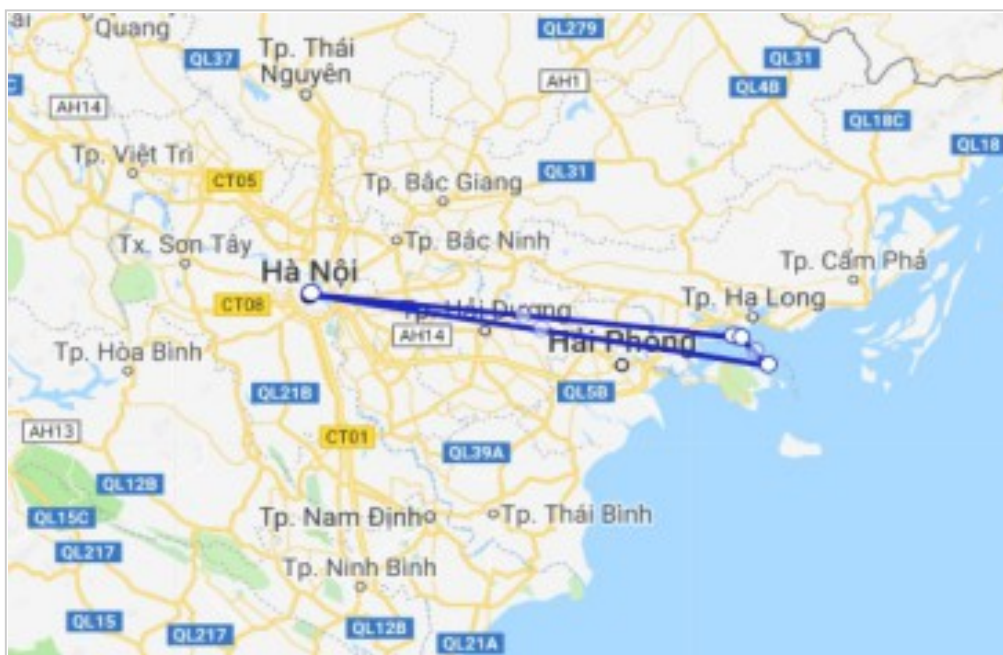 Quang
QL279
Tp. Thái
Nguyên
QL37
QL31
AH1
QL4B
AH14
QL18C
QL18
Tp. Việt Trì
CT05
QL31
Tp. Bắc Giang
Tx. Sơn Tây
Tp. Bắc Ninh
Hà Nội
Tp. Cẩm Phả
CT08
Tp. Hạ Long
Tp. Hải Dương
AH14
Hải Phòng
Tp. Hòa Bình
QL21B
QL5B
AH13
CT01
QL39A
QL12B
QL15C
Tp. Nam Định
Tp. Thái Bình
QL217
Tp. Ninh Bình
QL15
QL217
QL12B
QL21A